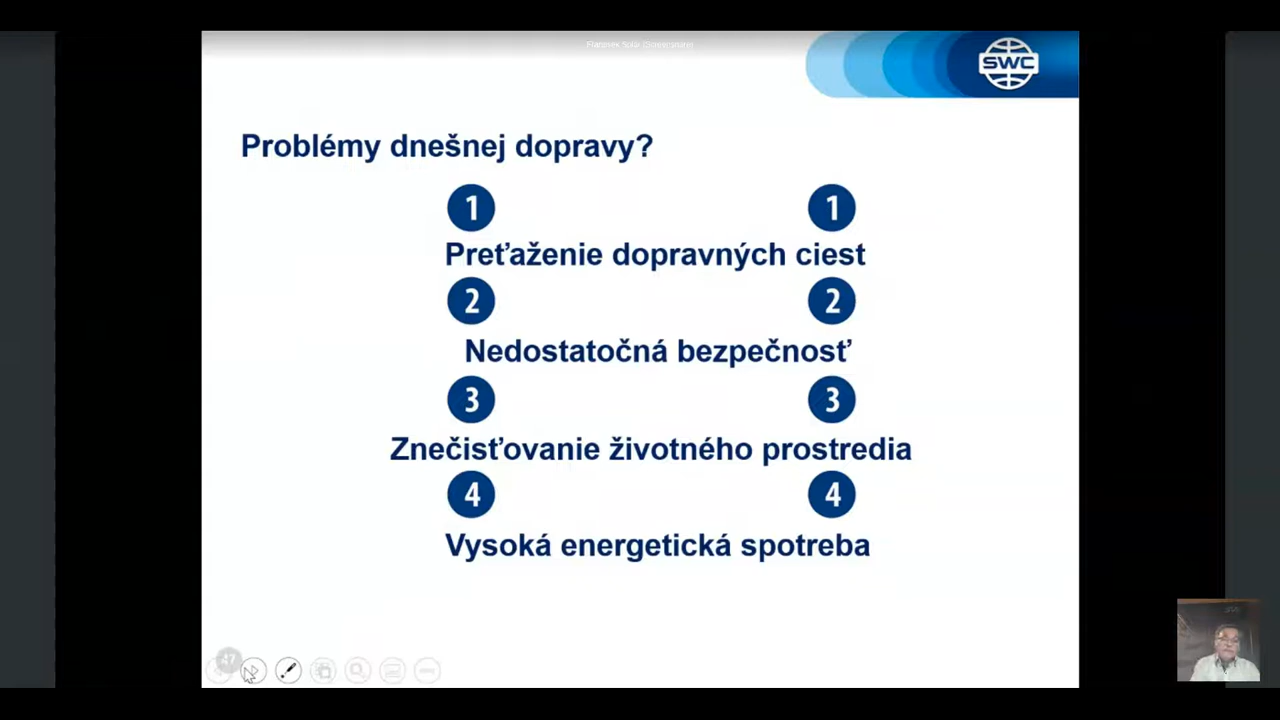 SWC
Problémy dnešnej dopravy?
1 1
Preťaženie dopravných ciest
2 2
Nedostatočná bezpečnosť
3 3
Znečisťovanie životného prostredia
4 4
Vysoká energetická spotreba
47